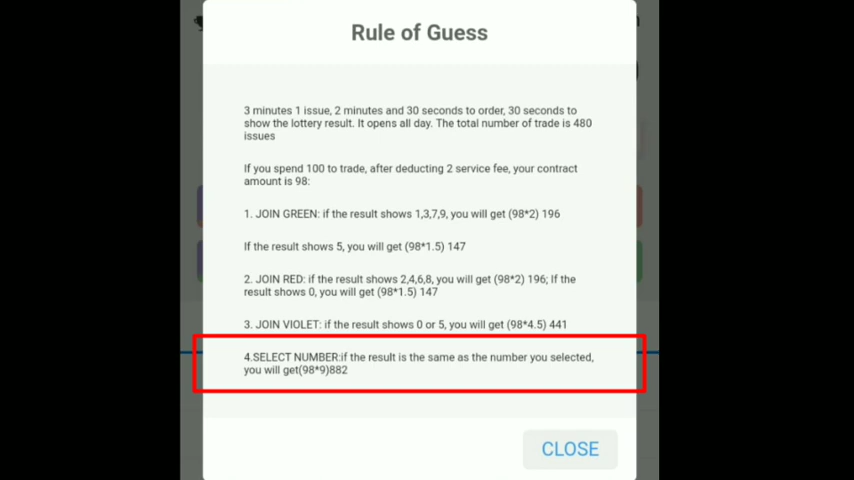 Rule of Guess
3 minutes 1 issue, 2 minutes and 30 seconds to order, 30 seconds to
show the lottery result. It opens all day. The total number of trade is 480
issues
If you spend 100 to trade, after deducting 2 service fee, your contract
amount is 98:
1. JOIN GREEN: if the result shows 1,3,7,9, you will get (98*2) 196
If the result shows 5, you will get (98*1.5) 147
2. JOIN RED: if the result shows 2,4,6,8, you will get (98*2) 196; If the
result shows 0, you will get (98*1.5) 147
3. JOIN VIOLET: if the result shows 0 or 5, you will get (98*4.5) 441
4.SELECT NUMBER:if the result is the same as the number you selected,
you will get(98*9)882
CLOSE